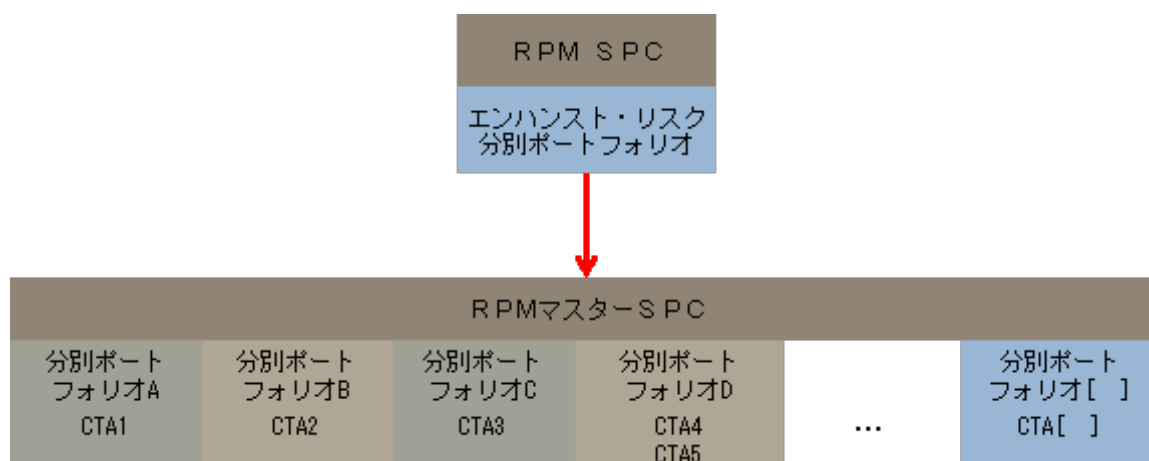 ＲＰＭ ＳＰＣ
エンハンスト・リスク
分別ポートフォリオ
ＲＰＭマスターＳＰＣ
分別ポート
フォリオA
CTA1
分別ポート
フォリオB
CTA2
分別ポート
フォリオC
CTA3
分別ポート
フォリオD
CTA4
CTA5
…
分別ポート
フォリオ[ ]
CTA[ ]